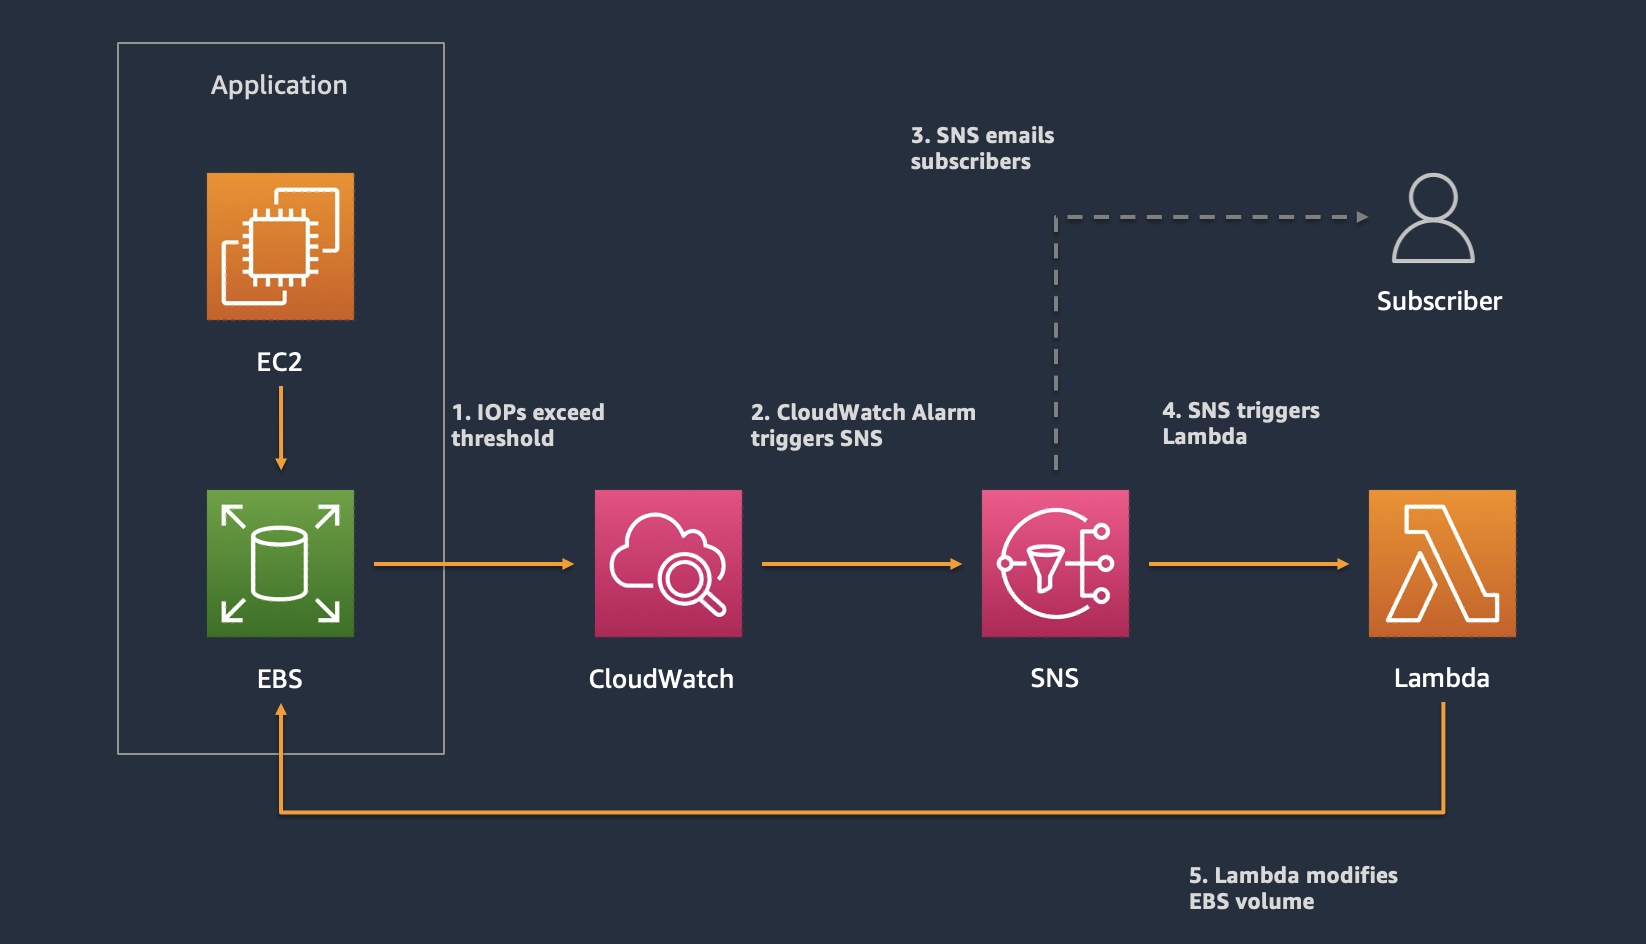 Application
3. SNS emails
subscribers
Subscriber
EC2
1. IOPs exceed
threshold
2. CloudWatch Alarm
triggers SNS
4. SNS triggers
Lambda
EBS
CloudWatch
SNS
Lambda
5. Lambda modifies
EBS volume